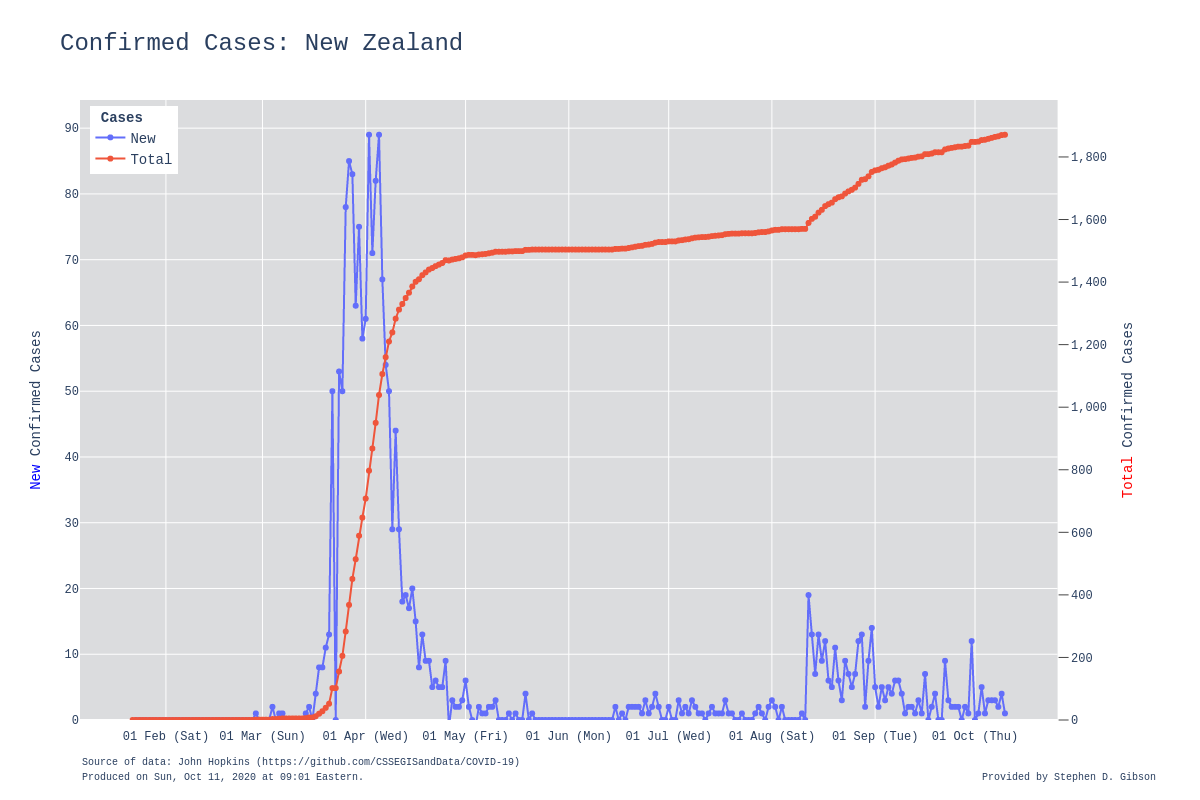 Confirmed Cases: New Zealand
Cases
New
Total
90
80
70
60
50
40
30
20
10
0
1,800
1,600
1,400
1,200
1,000
800
600
400
200
0
New Confirmed Cases
Total Confirmed Cases
01 Feb (Sat) 01 Mar (Sun) 01 Apr (Wed) 01 May (Fri) 01 Jun (Mon) 01 Jul (Wed) 01 Aug (Sat) 01 Sep (Tue) 01 Oct (Thu)
Source of data: John Hopkins (https://github.com/CSSEGISandData/COVID-19)
Produced on Sun, Oct 11, 2020 at 09:01 Eastern.
Provided by Stephen D. Gibson